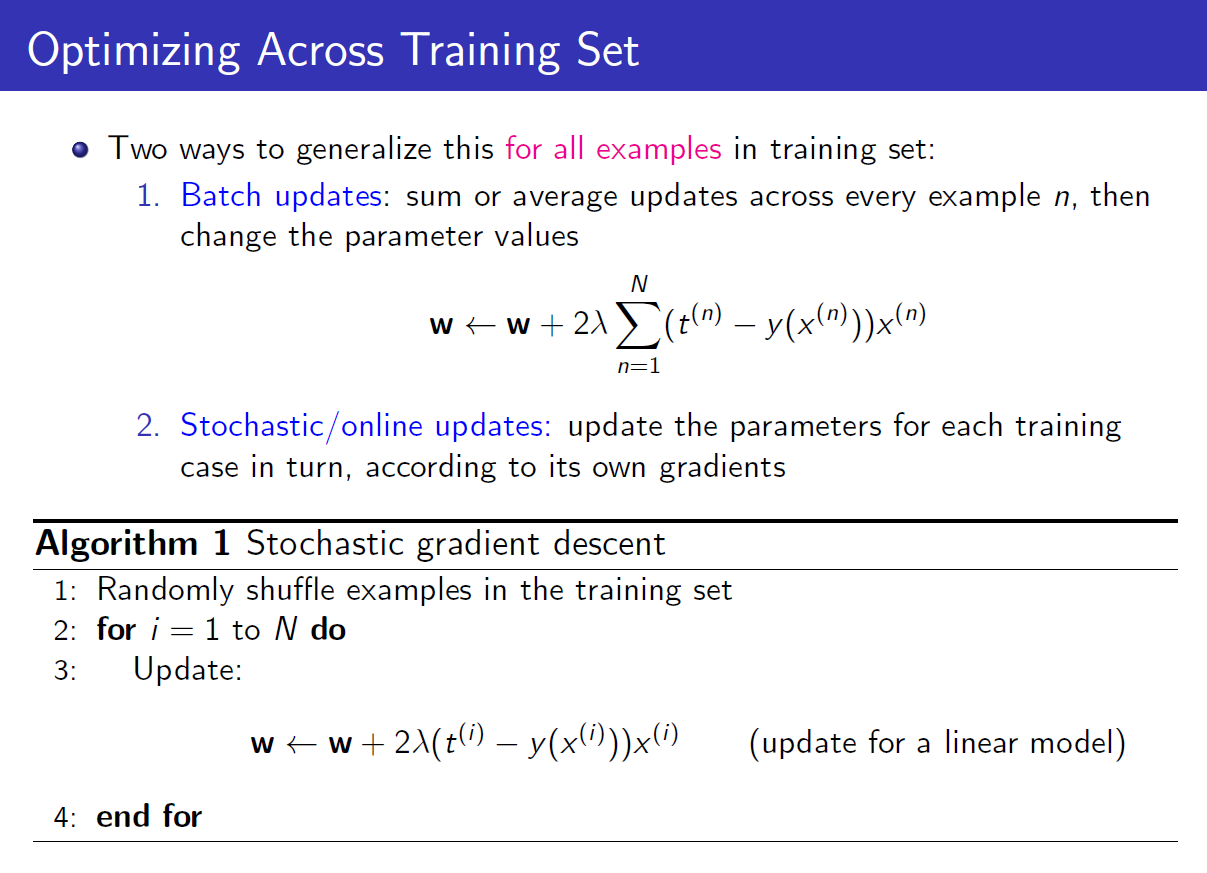 Optimizing Across Training Set
Two ways to generalize this for all examples in training set:
1. Batch updates: sum or average updates across every example n, then
change the parameter values
w ← w + 2λ ∑_{n=1}^{N} (t^{(n)} − y(x^{(n)}))x^{(n)}
2. Stochastic/online updates: update the parameters for each training
case in turn, according to its own gradients
Algorithm 1 Stochastic gradient descent
1: Randomly shuffle examples in the training set
2: for i = 1 to N do
3: Update:
w ← w + 2λ(t^{(i)} − y(x^{(i)}))x^{(i)} (update for a linear model)
4: end for